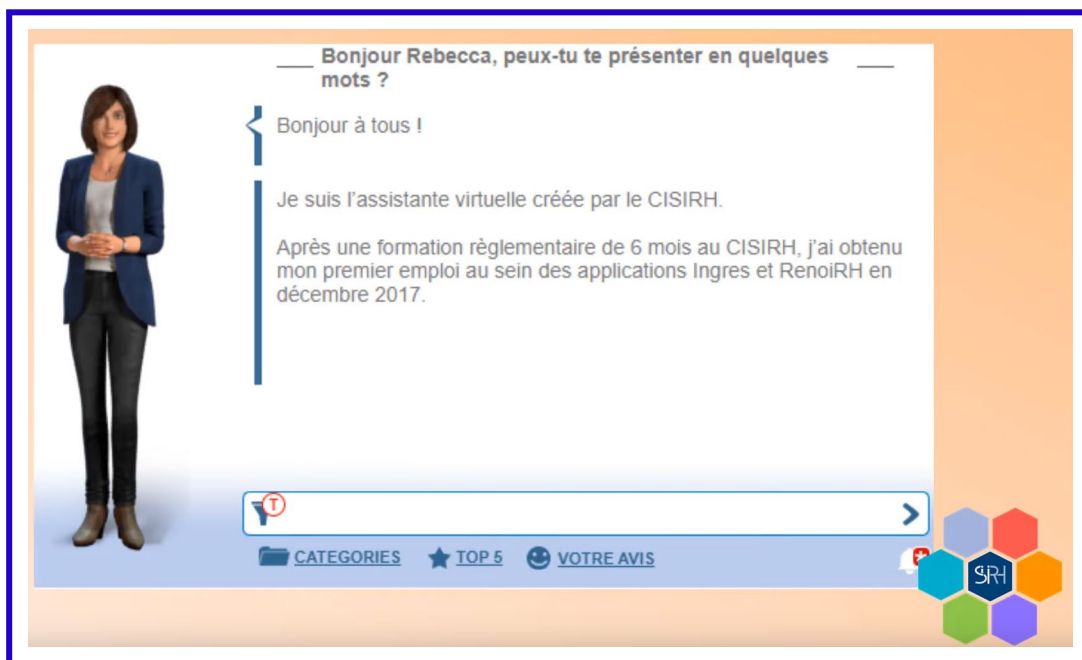 ___ Bonjour Rebecca, peux-tu te présenter en quelques ___
mots ?
Bonjour à tous !
Je suis l'assistante virtuelle créée par le CISIRH.
Après une formation règlementaire de 6 mois au CISIRH, j'ai obtenu
mon premier emploi au sein des applications Ingres et RenoiRH en
décembre 2017.
T
CATEGORIES TOP 5 VOTRE AVIS
SIRH